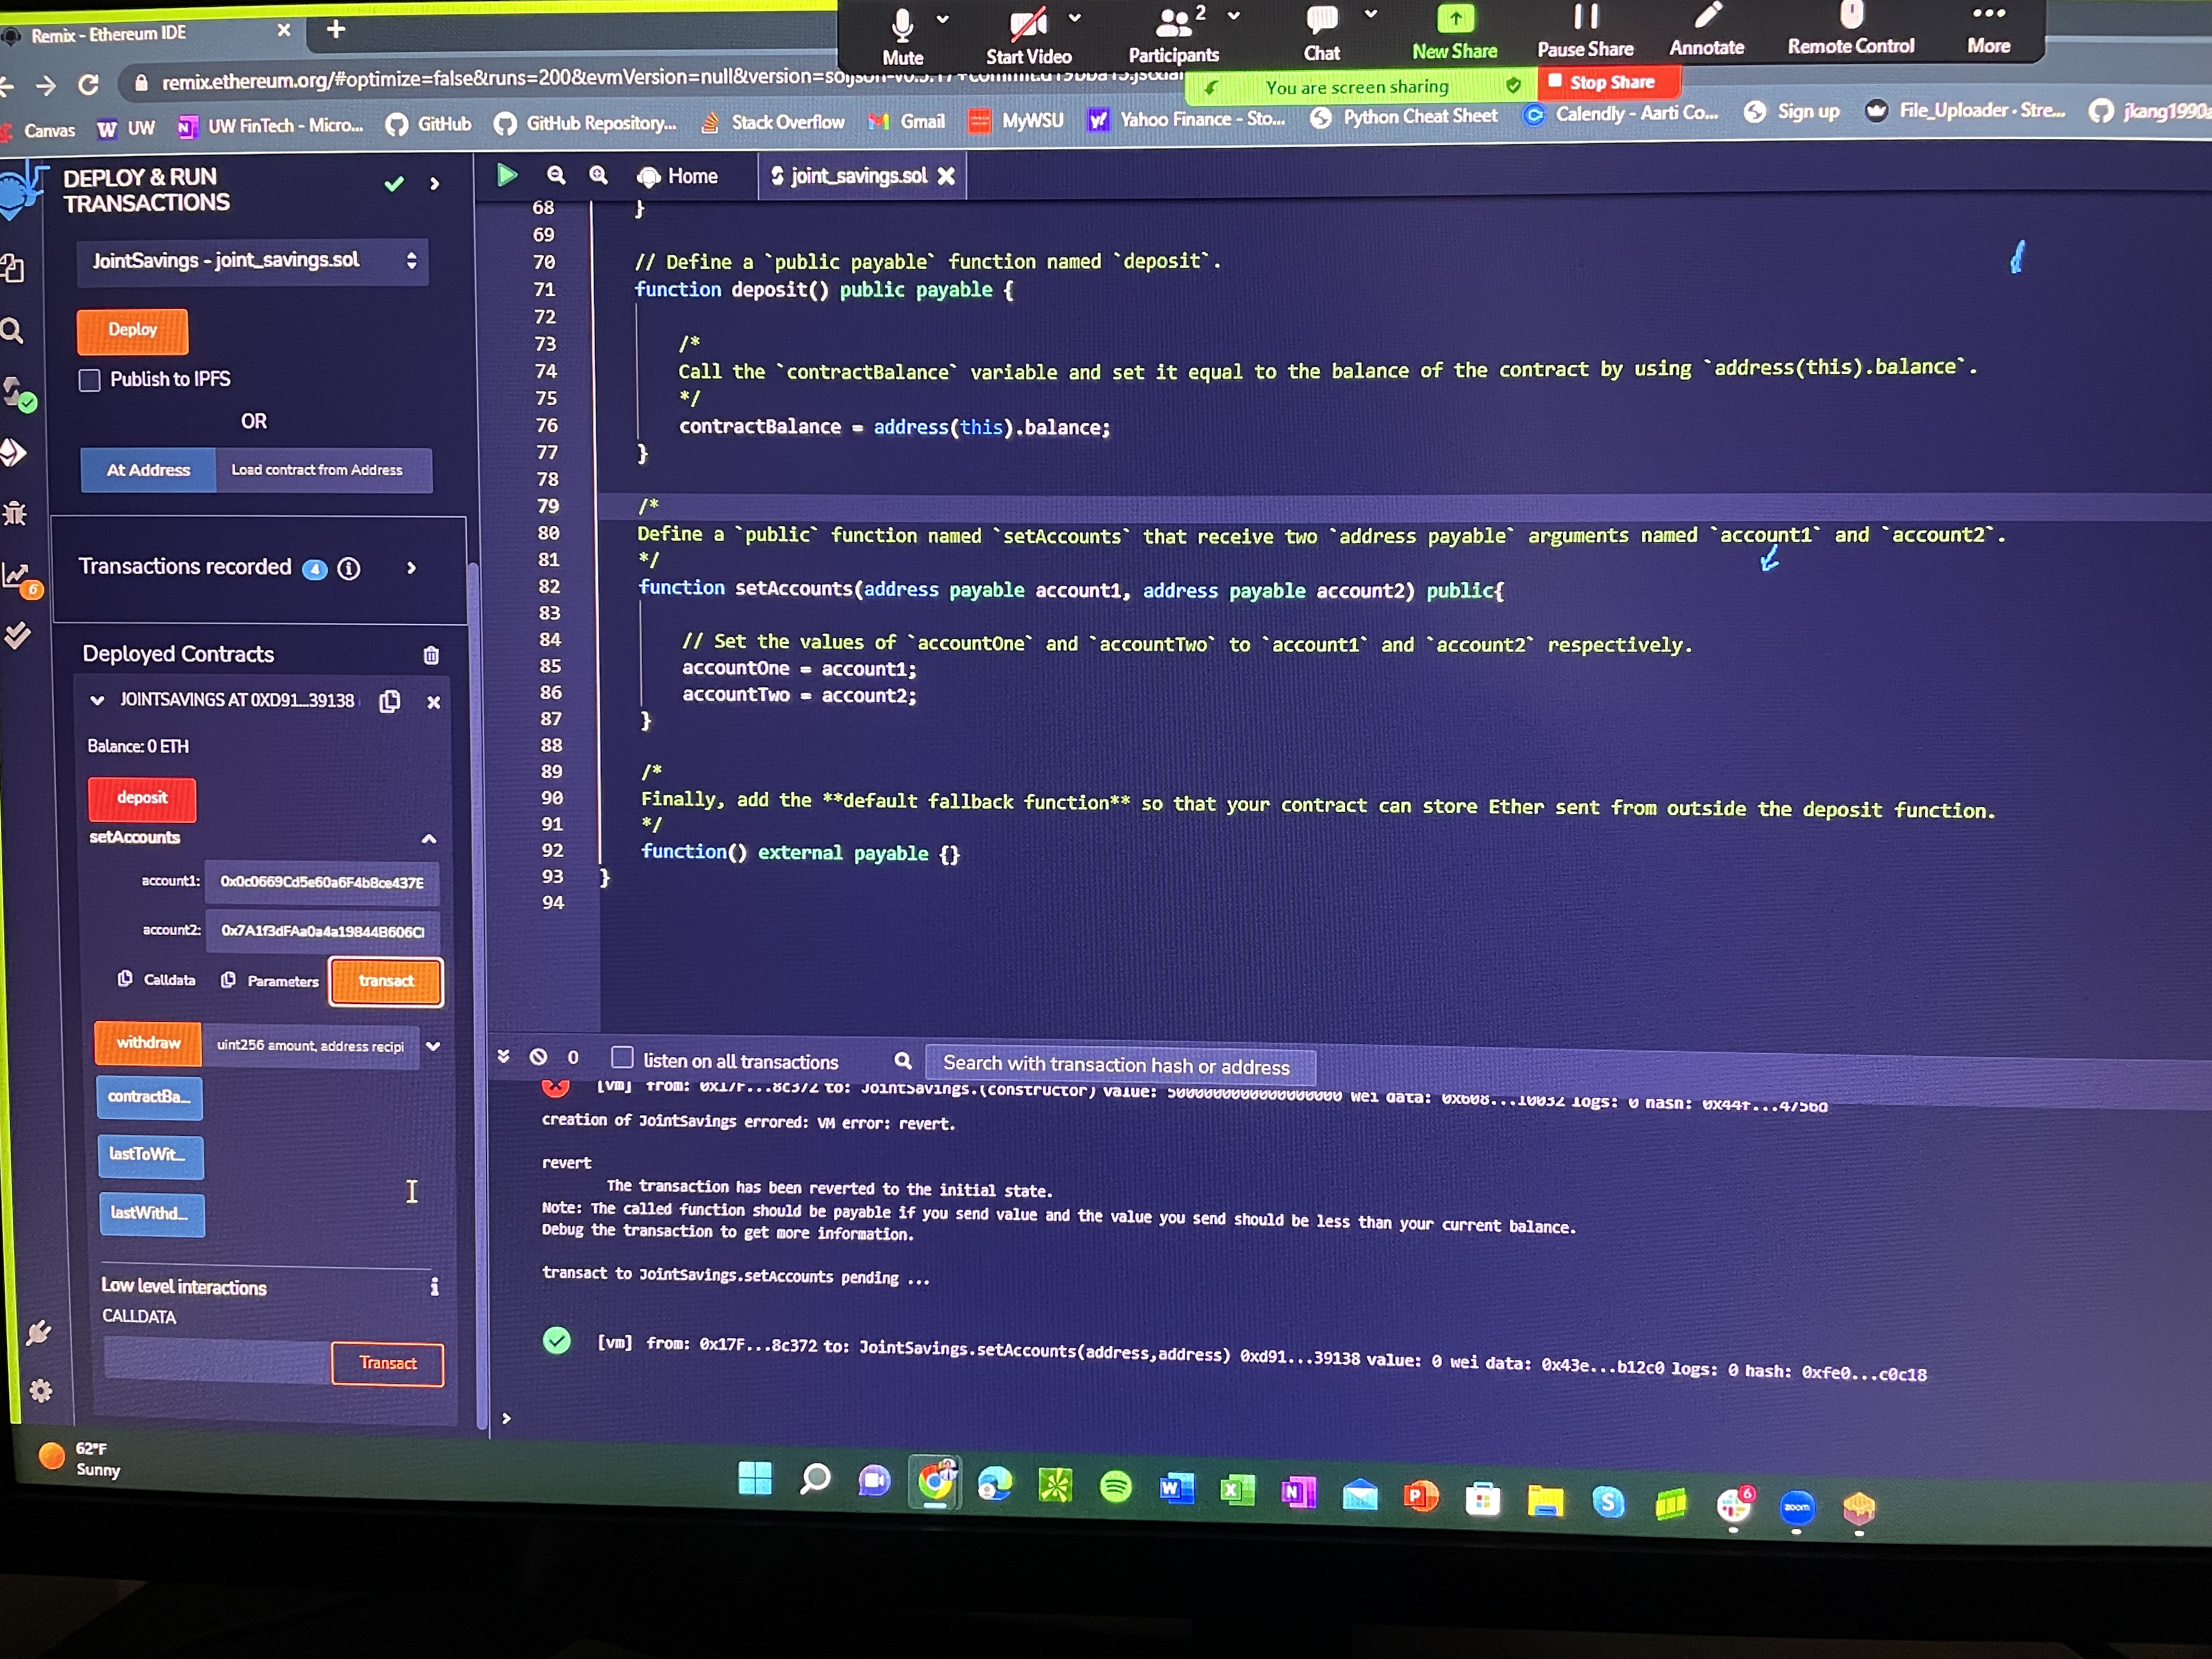 Remix - Ethereum IDE
Mute
Start Video
Participants
2
Chat
New Share
Pause Share
Annotate
Remote Control
More
remix.ethereum.org/#optimize=false&runs=200&evmVersion=null&version=soljson
You are screen sharing
Stop Share
Canvas
UW
UW FinTech - Micro...
GitHub
GitHub Repository...
Stack Overflow
Gmail
MyWSU
Yahoo Finance - Sto...
Python Cheat Sheet
Calendly - Aarti Co...
Sign up
File_Uploader · Stre...
DEPLOY & RUN
TRANSACTIONS
JointSavings - joint_savings.sol
Deploy
Publish to IPFS
OR
At Address
Load contract from Address
Transactions recorded 4
6
Deployed Contracts
JOINTSAVINGS AT 0XD91...39138
Balance: 0 ETH
deposit
setAccounts
account1: 0x0c0669Cd5e60a6F4b8ce437E
account2: 0x7A1f3dFAa0a4a19844B606C
Calldata
Parameters
transact
withdraw
uint256 amount, address recipi
contractBa...
lastToWit...
lastWithd...
Low level interactions
CALLDATA
Transact
Home
joint_savings.sol
68 }
69
70 // Define a `public payable` function named `deposit`.
71 function deposit() public payable {
72
73 /*
74 Call the `contractBalance` variable and set it equal to the balance of the contract by using `address(this).balance`.
75 */
76 contractBalance = address(this).balance;
77 }
78
79 /*
80 Define a `public` function named `setAccounts` that receive two `address payable` arguments named `account1` and `account2`.
81 */
82 function setAccounts(address payable account1, address payable account2) public{
83
84 // Set the values of `accountOne` and `accountTwo` to `account1` and `account2` respectively.
85 accountOne = account1;
86 accountTwo = account2;
87 }
88
89 /*
90 Finally, add the **default fallback function** so that your contract can store Ether sent from outside the deposit function.
91 */
92 function() external payable {}
93 }
94
0
listen on all transactions
Search with transaction hash or address
[vm] from: 0x17F...8c372 to: JointSavings.(constructor) value: 5000000000000000000 wei data: 0x608...10032 logs: 0 hash: 0x44f...4756d
creation of JointSavings errored: VM error: revert.
revert
The transaction has been reverted to the initial state.
Note: The called function should be payable if you send value and the value you send should be less than your current balance.
Debug the transaction to get more information.
transact to JointSavings.setAccounts pending ...
[vm] from: 0x17F...8c372 to: JointSavings.setAccounts(address,address) 0xd91...39138 value: 0 wei data: 0x43e...b12c0 logs: 0 hash: 0xfe0...c0c18
>
62°F
Sunny
6
zoom